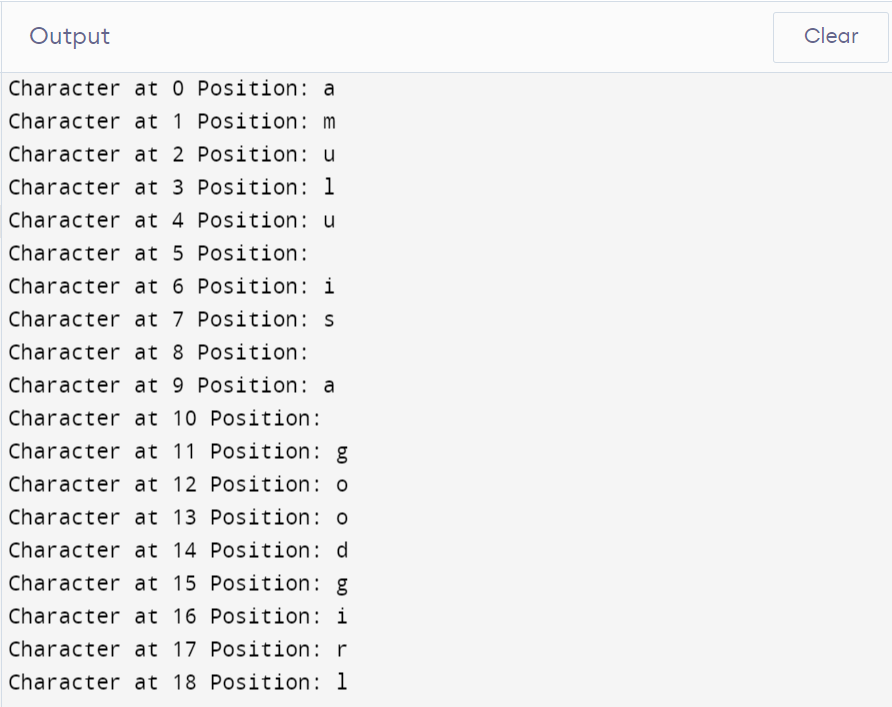 Output
Clear
Character at 0 Position: a
Character at 1 Position: m
Character at 2 Position: u
Character at 3 Position: l
Character at 4 Position: u
Character at 5 Position:
Character at 6 Position: i
Character at 7 Position: s
Character at 8 Position:
Character at 9 Position: a
Character at 10 Position:
Character at 11 Position: g
Character at 12 Position: o
Character at 13 Position: o
Character at 14 Position: d
Character at 15 Position: g
Character at 16 Position: i
Character at 17 Position: r
Character at 18 Position: l